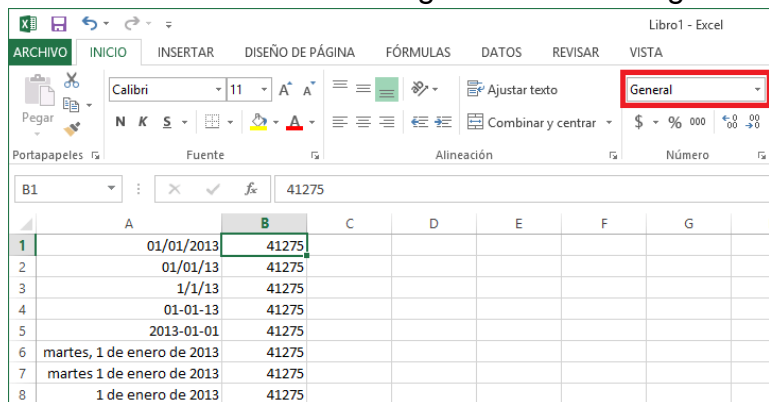 Libro1 - Excel
ARCHIVO INICIO INSERTAR DISEÑO DE PÁGINA FÓRMULAS DATOS REVISAR VISTA
Calibri 11 A A Ajustar texto General
Pegar N K S A Combinar y centrar $ % 000
Portapapeles Fuente Alineación Número
B1 fx 41275
A B C D E F G
1 01/01/2013 41275
2 01/01/13 41275
3 1/1/13 41275
4 01-01-13 41275
5 2013-01-01 41275
6 martes, 1 de enero de 2013 41275
7 martes 1 de enero de 2013 41275
8 1 de enero de 2013 41275